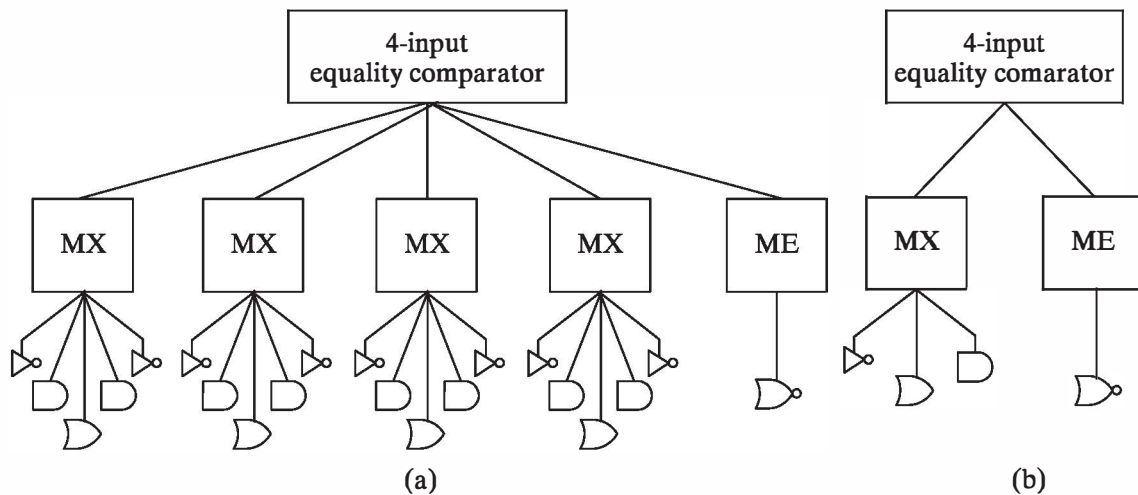 4-input
equality comparator
4-input
equality comarator
MX
MX
MX
MX
ME
MX
ME
(a)
(b)